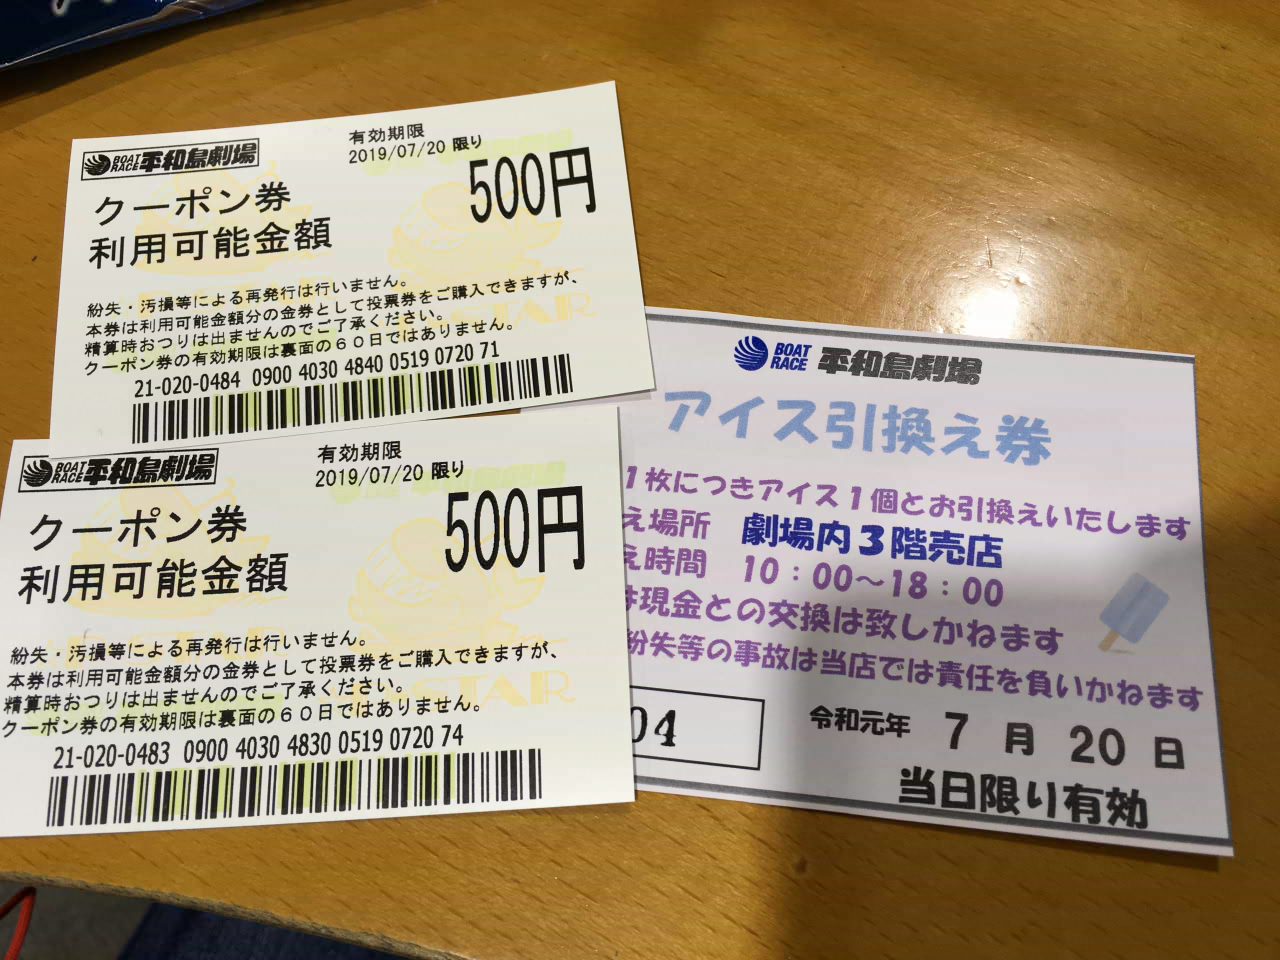 BOAT RACE 平和島劇場
有効期限
2019/07/20 限り
クーポン券
利用可能金額
500円
紛失・汚損等による再発行は行いません。
本券は利用可能金額分の金券として投票券をご購入できますが、
精算時おつりは出ませんのでご了承ください。
クーポン券の有効期限は裏面の60日ではありません。
21-020-0484 0900 4030 4840 0519 0720 71
BOAT RACE 平和島劇場
有効期限
2019/07/20 限り
クーポン券
利用可能金額
500円
紛失・汚損等による再発行は行いません。
本券は利用可能金額分の金券として投票券をご購入できますが、
精算時おつりは出ませんのでご了承ください。
クーポン券の有効期限は裏面の60日ではありません。
21-020-0483 0900 4030 4830 0519 0720 74
BOAT RACE 平和島劇場
アイス引換え券
1枚につきアイス1個とお引換えいたします
え場所 劇場内3階売店
え時間 10:00~18:00
現金との交換は致しかねます
紛失等の事故は当店では責任を負いかねます
04
令和元年 7月20日
当日限り有効